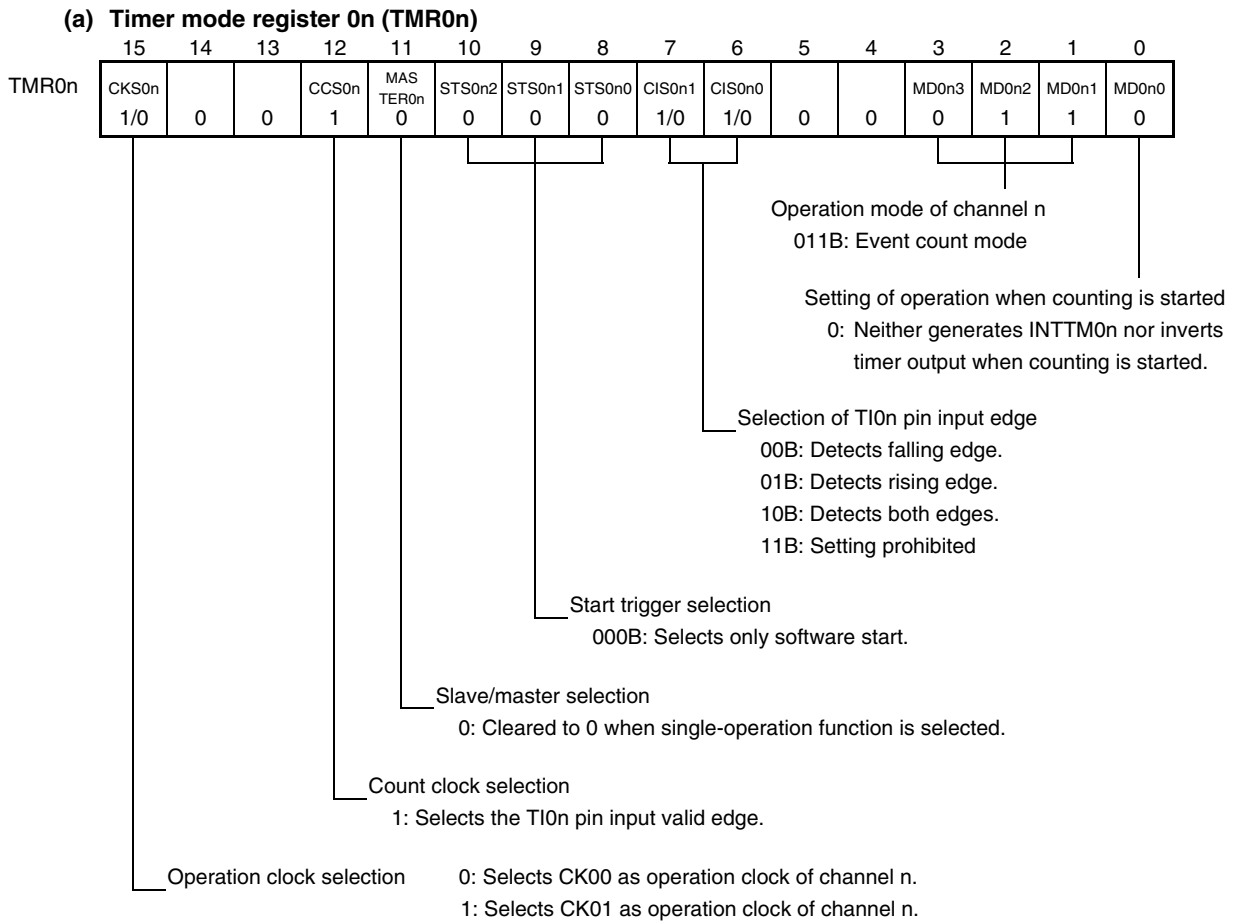 (a) Timer mode register 0n (TMR0n)
15 14 13 12 11 10 9 8 7 6 5 4 3 2 1 0
TMR0n CKS0n CCS0n MAS TER0n STS0n2 STS0n1 STS0n0 CIS0n1 CIS0n0 MD0n3 MD0n2 MD0n1 MD0n0
1/0 0 0 1 0 0 0 0 1/0 1/0 0 0 0 1 1 0
Operation mode of channel n
011B: Event count mode
Setting of operation when counting is started
0: Neither generates INTTM0n nor inverts
timer output when counting is started.
Selection of TI0n pin input edge
00B: Detects falling edge.
01B: Detects rising edge.
10B: Detects both edges.
11B: Setting prohibited
Start trigger selection
000B: Selects only software start.
Slave/master selection
0: Cleared to 0 when single-operation function is selected.
Count clock selection
1: Selects the TI0n pin input valid edge.
Operation clock selection 0: Selects CK00 as operation clock of channel n.
1: Selects CK01 as operation clock of channel n.